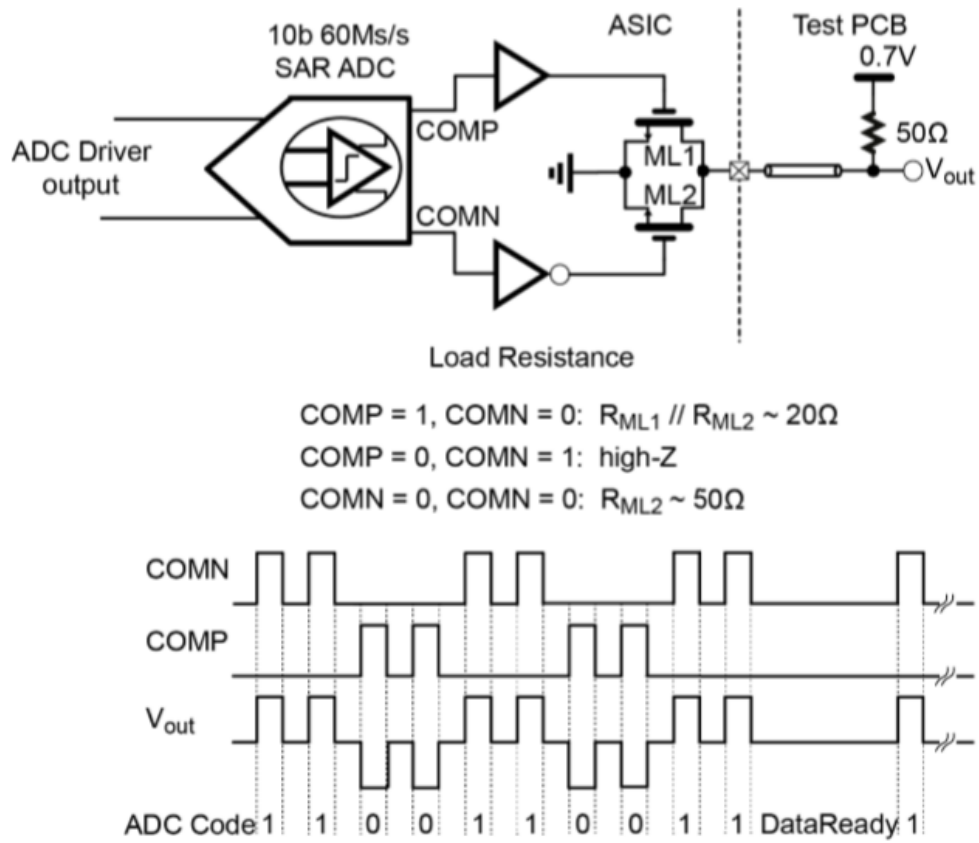 ASIC
Test PCB
10b 60Ms/s
SAR ADC
0.7V
COMP
50Ω
ML1
ADC Driver
output
Vout
ML2
COMN
Load Resistance
COMP = 1, COMN = 0: RML1 // RML2 ~ 20Ω
COMP = 0, COMN = 1: high-Z
COMN = 0, COMN = 0: RML2 ~ 50Ω
COMN
COMP
Vout
ADC Code 1 1 0 0 1 1 0 0 1 1 DataReady 1